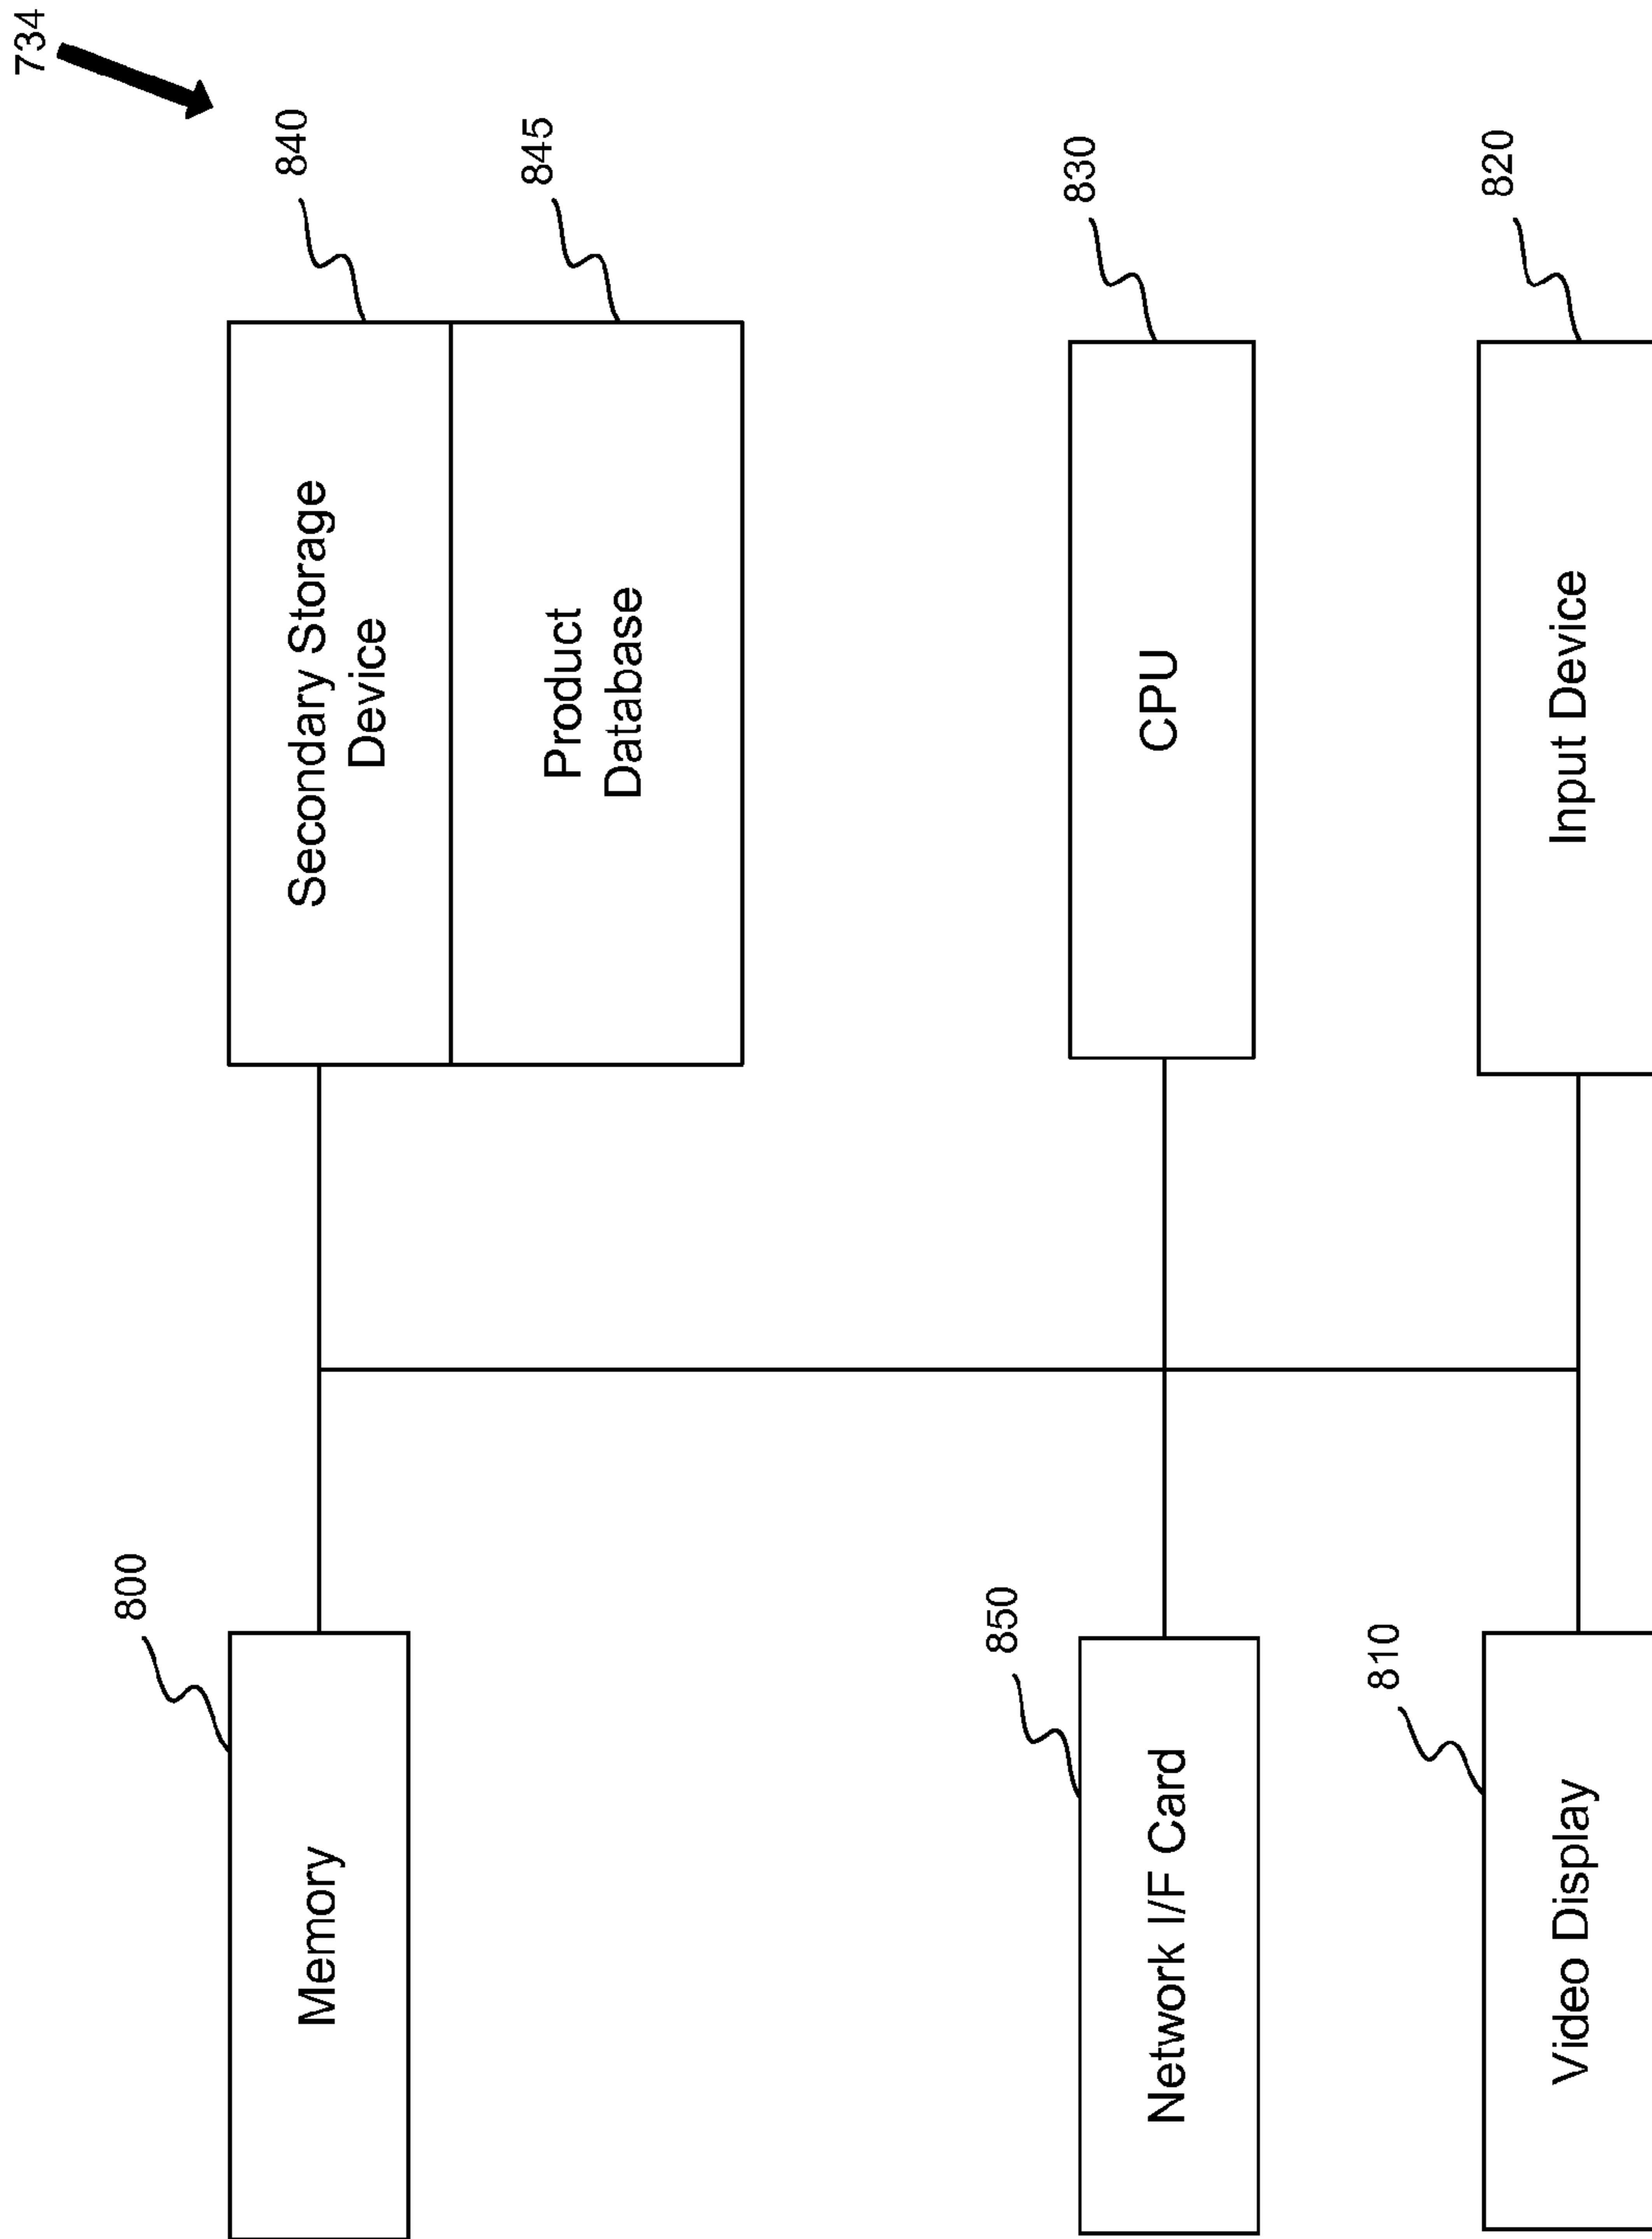 734
800
840
Memory
Secondary Storage
Device
845
Product
Database
850
830
Network I/F Card
CPU
810
820
Video Display
Input Device